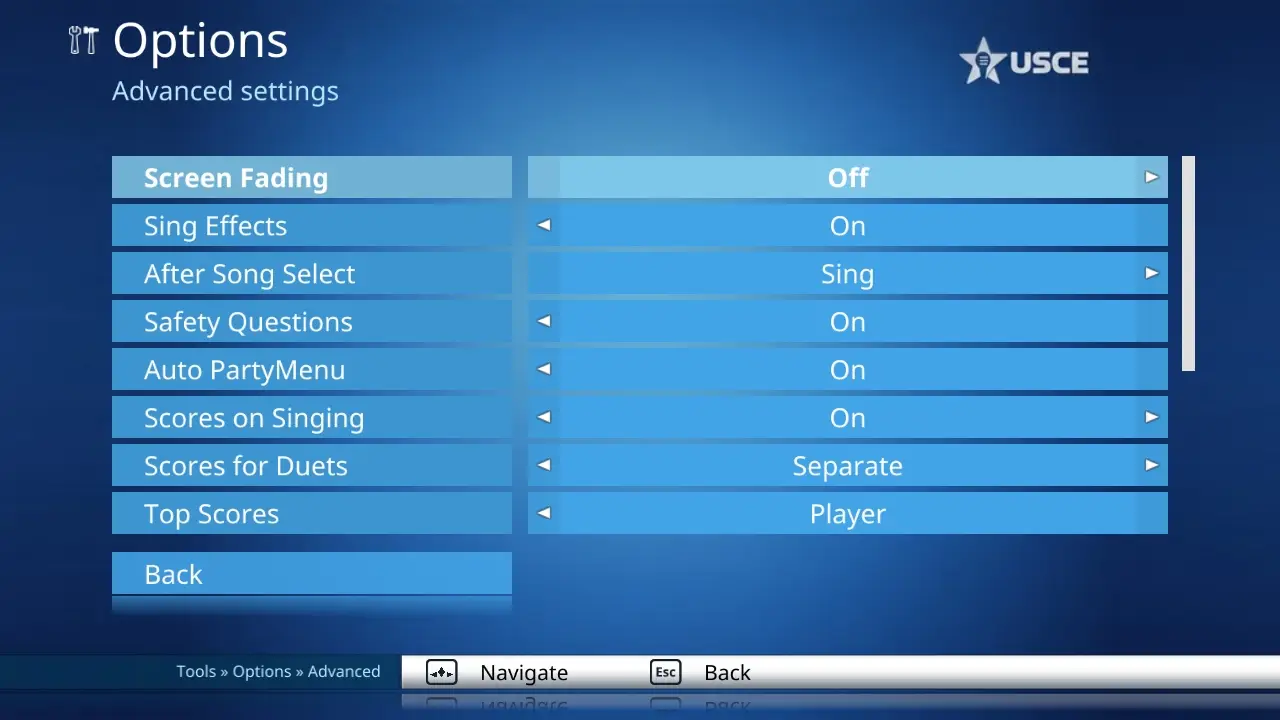 Options
USCE
Advanced settings
Screen Fading Off
Sing Effects On
After Song Select Sing
Safety Questions On
Auto PartyMenu On
Scores on Singing On
Scores for Duets Separate
Top Scores Player
Back
Tools » Options » Advanced Navigate Esc Back